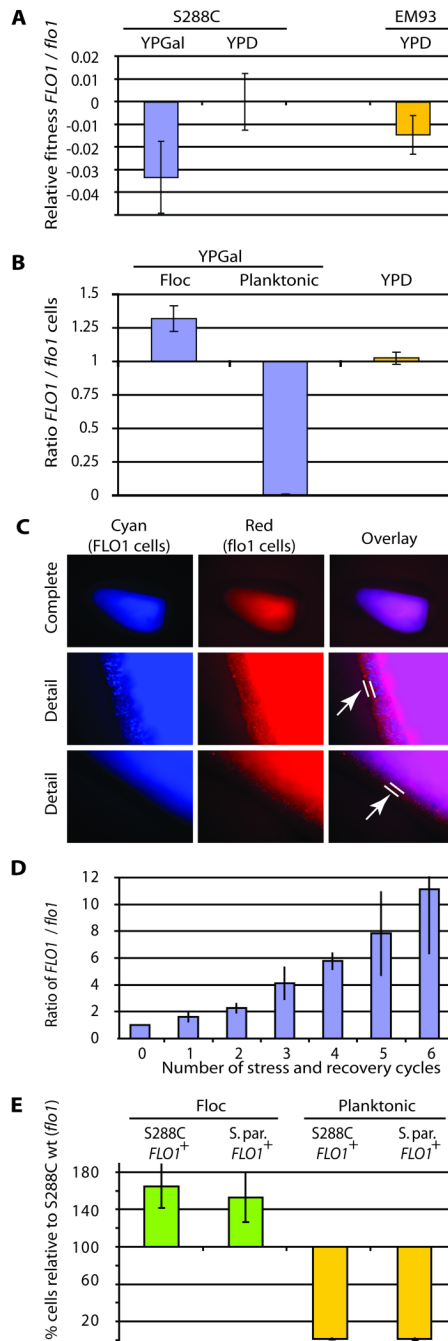 A
S288C EM93
YPGal YPD YPD
Relative fitness FLO1 / flo1
0.02
0.01
0
-0.01
-0.02
-0.03
-0.04
B
YPGal
Floc Planktonic YPD
Ratio FLO1 / flo1 cells
1.5
1.25
1
0.75
0.5
0.25
0
C
Cyan Red Overlay
(FLO1 cells) (flo1 cells)
Complete
Detail
Detail
D
Ratio of FLO1 / flo1
12
10
8
6
4
2
0
0 1 2 3 4 5 6
Number of stress and recovery cycles
E
Floc Planktonic
S288C S. par. S288C S. par.
FLO1+ FLO1+ FLO1+ FLO1+
% cells relative to S288C wt (flo1)
180
140
100
60
20